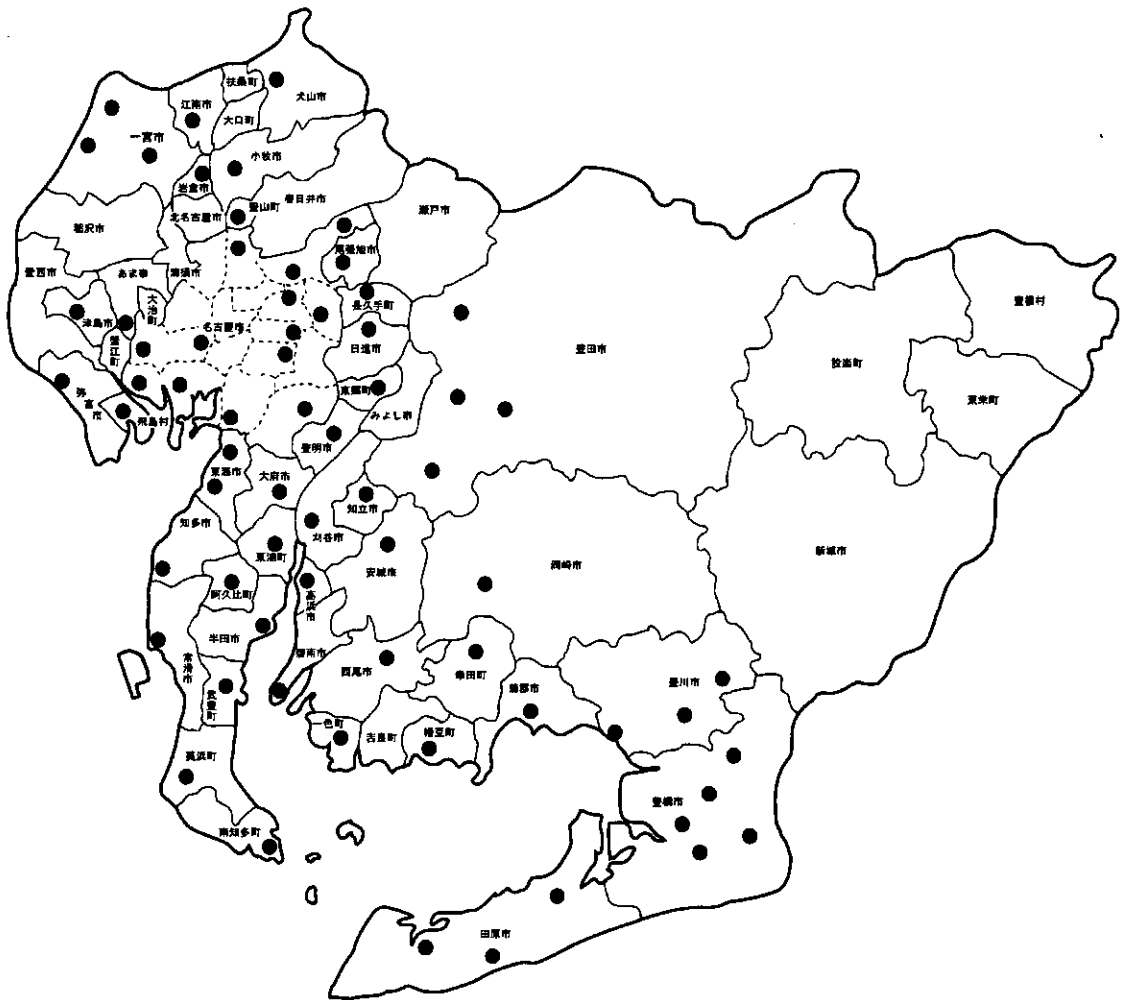 扶桑町
犬山市
江南市
大口町
一宮市
小牧市
岩倉市
春日井市
豊山町
北名古屋市
瀬戸市
稲沢市
尾張旭市
愛西市
あま市
清須市
大治町
長久手町
津島市
名古屋市
蟹江町
日進市
豊田市
豊根村
設楽町
東栄町
東郷町
みよし市
弥富市
飛島村
豊明市
東海市
大府市
知立市
知多市
刈谷市
東浦町
安城市
岡崎市
新城市
阿久比町
高浜市
半田市
碧南市
常滑市
西尾市
幸田町
武豊町
蒲郡市
豊川市
一色町
吉良町
幡豆町
美浜町
豊橋市
南知多町
田原市